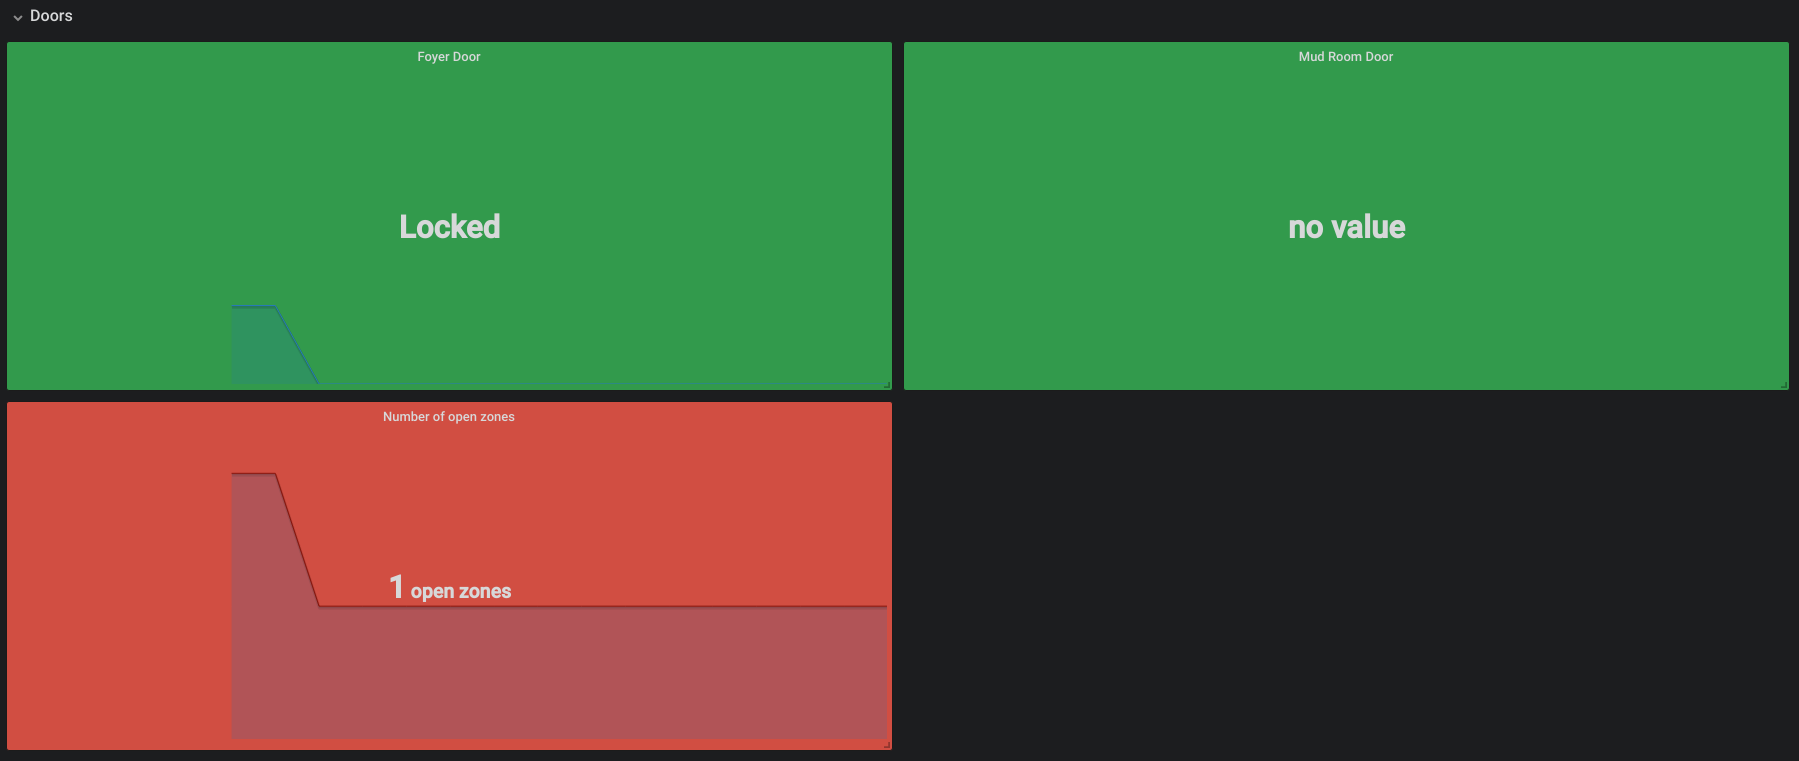 Doors
Foyer Door
Mud Room Door
Locked
no value
Number of open zones
1 open zones